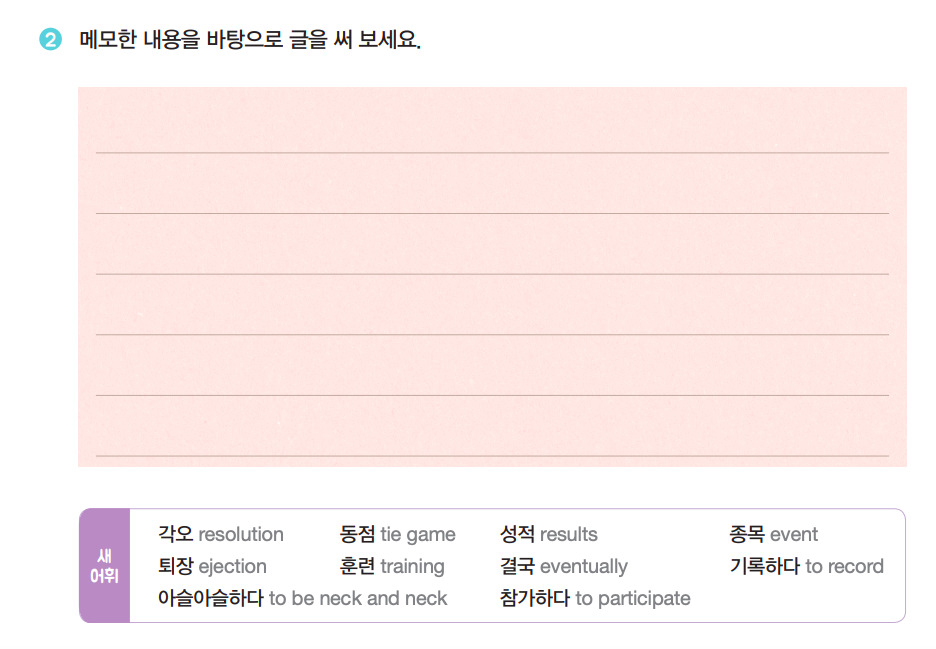 2 메모한 내용을 바탕으로 글을 써 보세요.
새 어휘
각오 resolution 동점 tie game 성적 results 종목 event
퇴장 ejection 훈련 training 결국 eventually 기록하다 to record
아슬아슬하다 to be neck and neck 참가하다 to participate